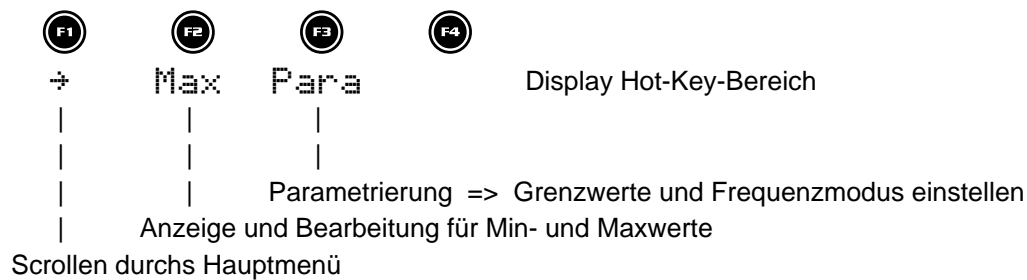 F1 F2 F3 F4
→ Max Para Display Hot-Key-Bereich
Parametrierung => Grenzwerte und Frequenzmodus einstellen
Anzeige und Bearbeitung für Min- und Maxwerte
Scrollen durchs Hauptmenü